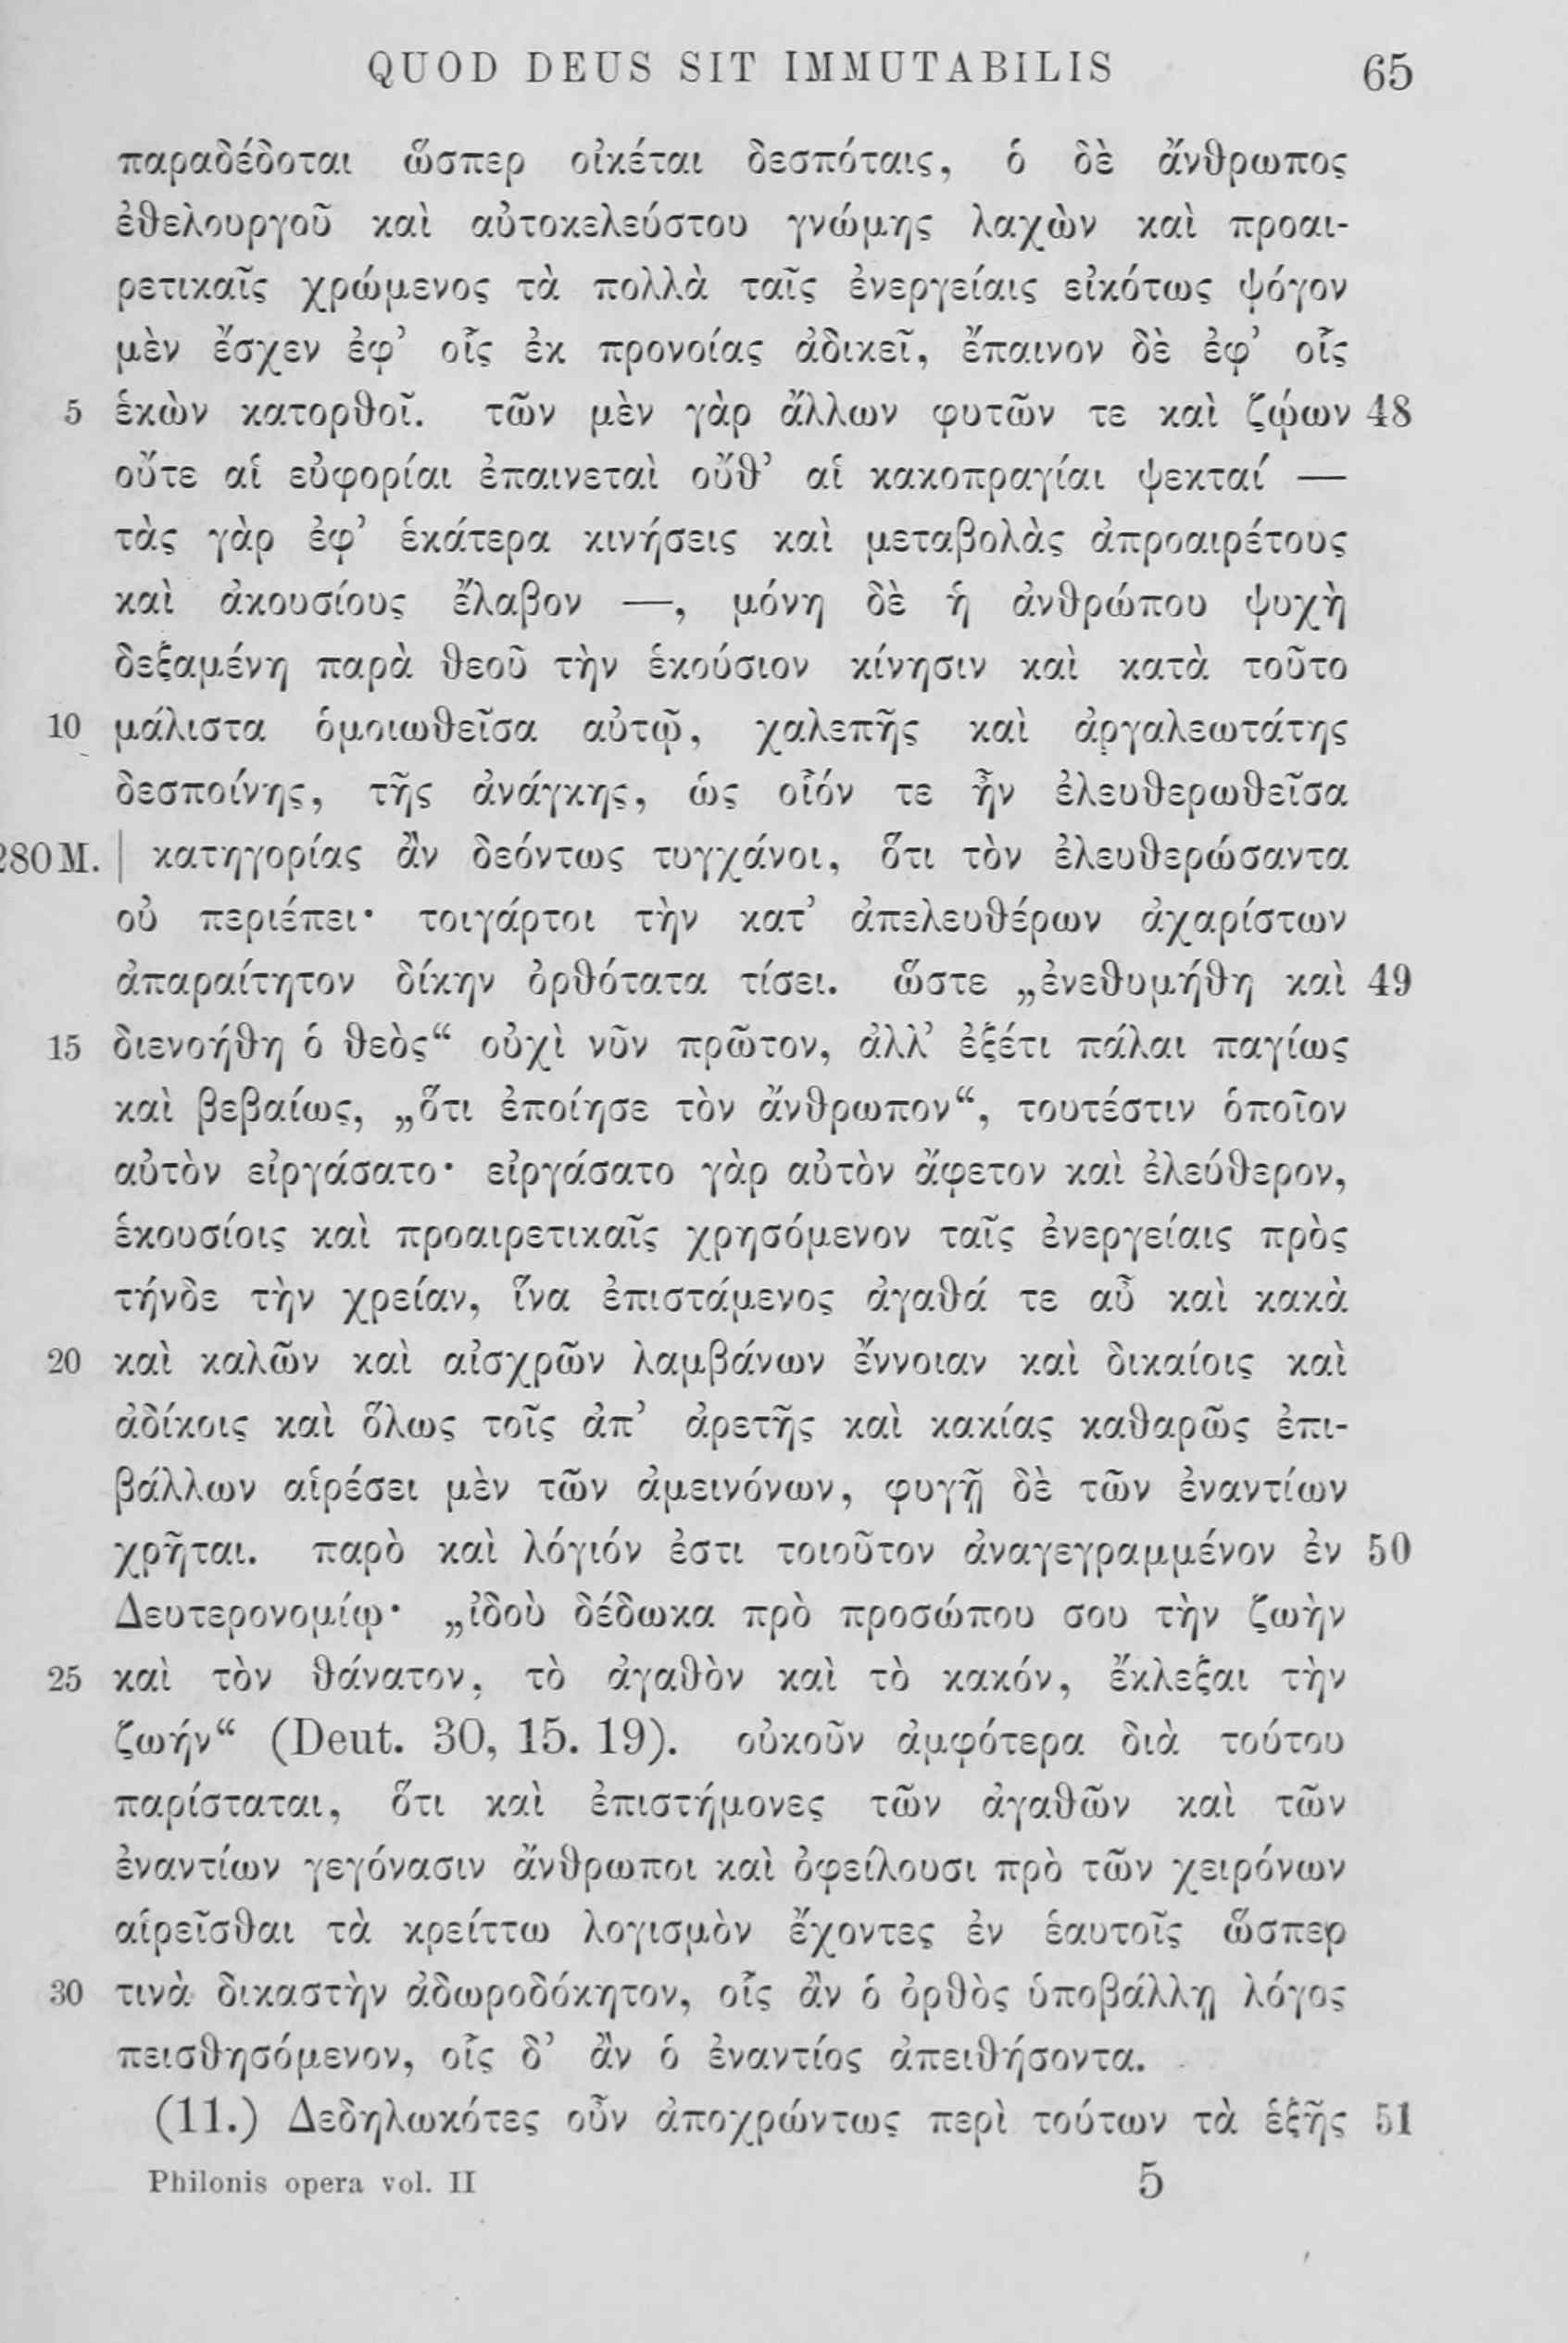 QUOD DEUS SIT IMMUTABILIS 65
παραδέδοται ὥσπερ οἰκέται δεσπόταις, ὁ δὲ ἄνθρωπος
ἐθελουργοῦ καὶ αὐτοκελεύστου γνώμης λαχὼν καὶ προαι-
ρετικαῖς χρώμενος τὰ πολλὰ ταῖς ἐνεργείαις εἰκότως ψόγον
μὲν ἔσχεν ἐφ’ οἷς ἐκ προνοίας ἀδικεῖ, ἔπαινον δὲ ἐφ’ οἷς
5 ἑκὼν κατορθοῖ. τῶν μὲν γὰρ ἄλλων φυτῶν τε καὶ ζῴων 48
οὔτε αἱ εὐφορίαι ἐπαινεταὶ οὔθ’ αἱ κακοπραγίαι ψεκταί —
τὰς γὰρ ἐφ’ ἑκάτερα κινήσεις καὶ μεταβολὰς ἀπροαιρέτους
καὶ ἀκουσίους ἔλαβον —, μόνη δὲ ἡ ἀνθρώπου ψυχὴ
δεξαμένη παρὰ θεοῦ τὴν ἑκούσιον κίνησιν καὶ κατὰ τοῦτο
10 μάλιστα ὁμοιωθεῖσα αὐτῷ, χαλεπῆς καὶ ἀργαλεωτάτης
δεσποίνης, τῆς ἀνάγκης, ὡς οἷόν τε ἦν ἐλευθερωθεῖσα
280 M. | κατηγορίας ἂν δεόντως τυγχάνοι, ὅτι τὸν ἐλευθερώσαντα
οὐ περιέπει· τοιγάρτοι τὴν κατ’ ἀπελευθέρων ἀχαρίστων
ἀπαραίτητον δίκην ὀρθότατα τίσει. ὥστε „ἐνεθυμήθη καὶ 49
15 διενοήθη ὁ θεὸς“ οὐχὶ νῦν πρῶτον, ἀλλ’ ἐξέτι πάλαι παγίως
καὶ βεβαίως, „ὅτι ἐποίησε τὸν ἄνθρωπον“, τουτέστιν ὁποῖον
αὐτὸν εἰργάσατο· εἰργάσατο γὰρ αὐτὸν ἄφετον καὶ ἐλεύθερον,
ἑκουσίοις καὶ προαιρετικαῖς χρησόμενον ταῖς ἐνεργείαις πρὸς
τήνδε τὴν χρείαν, ἵνα ἐπιστάμενος ἀγαθά τε αὖ καὶ κακὰ
20 καὶ καλῶν καὶ αἰσχρῶν λαμβάνων ἔννοιαν καὶ δικαίοις καὶ
ἀδίκοις καὶ ὅλως τοῖς ἀπ’ ἀρετῆς καὶ κακίας καθαρῶς ἐπι-
βάλλων αἱρέσει μὲν τῶν ἀμεινόνων, φυγῇ δὲ τῶν ἐναντίων
χρῆται. παρὸ καὶ λόγιόν ἐστι τοιοῦτον ἀναγεγραμμένον ἐν 50
Δευτερονομίῳ· „ἰδοὺ δέδωκα πρὸ προσώπου σου τὴν ζωὴν
25 καὶ τὸν θάνατον, τὸ ἀγαθὸν καὶ τὸ κακόν, ἔκλεξαι τὴν
ζωήν“ (Deut. 30, 15. 19). οὐκοῦν ἀμφότερα διὰ τούτου
παρίσταται, ὅτι καὶ ἐπιστήμονες τῶν ἀγαθῶν καὶ τῶν
ἐναντίων γεγόνασιν ἄνθρωποι καὶ ὀφείλουσι πρὸ τῶν χειρόνων
αἱρεῖσθαι τὰ κρείττω λογισμὸν ἔχοντες ἐν ἑαυτοῖς ὥσπερ
30 τινὰ δικαστὴν ἀδωροδόκητον, οἷς ἂν ὁ ὀρθὸς ὑποβάλλῃ λόγος
πεισθησόμενον, οἷς δ’ ἂν ὁ ἐναντίος ἀπειθήσοντα.
(11.) Δεδηλωκότες οὖν ἀποχρώντως περὶ τούτων τὰ ἑξῆς 51
Philonis opera vol. II 5